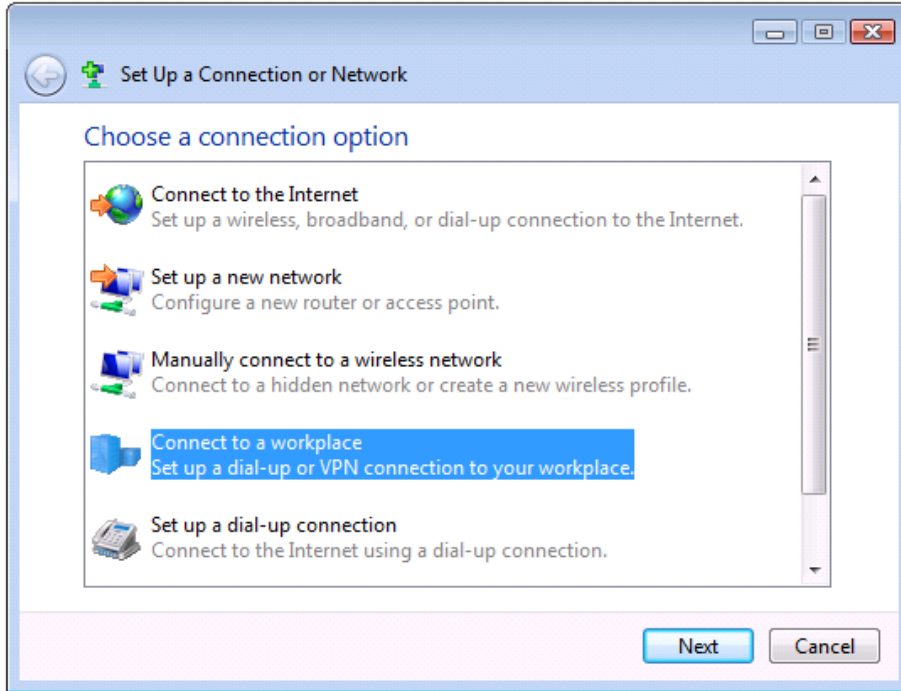 Set Up a Connection or Network
Choose a connection option
Connect to the Internet
Set up a wireless, broadband, or dial-up connection to the Internet.
Set up a new network
Configure a new router or access point.
Manually connect to a wireless network
Connect to a hidden network or create a new wireless profile.
Connect to a workplace
Set up a dial-up or VPN connection to your workplace.
Set up a dial-up connection
Connect to the Internet using a dial-up connection.
Next Cancel